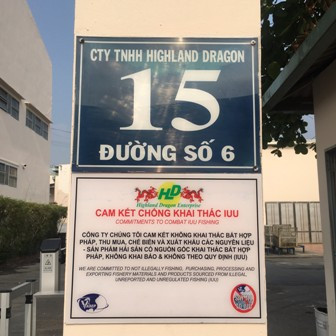 CTY TNHH HIGHLAND DRAGON
15
ĐƯỜNG SỐ 6
HD
Highland Dragon Enterprise
CAM KẾT CHỐNG KHAI THÁC IUU
COMMITMENTS TO COMBAT IUU FISHING
CÔNG TY CHÚNG TÔI CAM KẾT KHÔNG KHAI THÁC BẤT HỢP
PHÁP, THU MUA, CHẾ BIẾN VÀ XUẤT KHẨU CÁC NGUYÊN LIỆU
- SẢN PHẨM HẢI SẢN CÓ NGUỒN GỐC KHAI THÁC BẤT HỢP
PHÁP, KHÔNG KHAI BÁO & KHÔNG THEO QUY ĐỊNH (IUU)
WE ARE COMMITTED TO NOT ILLEGALLY FISHING, PURCHASING, PROCESSING AND
EXPORTING FISHERY MATERIALS AND PRODUCTS SOURCED FROM ILLEGAL,
UNREPORTED AND UNREGULATED FISHING (IUU)